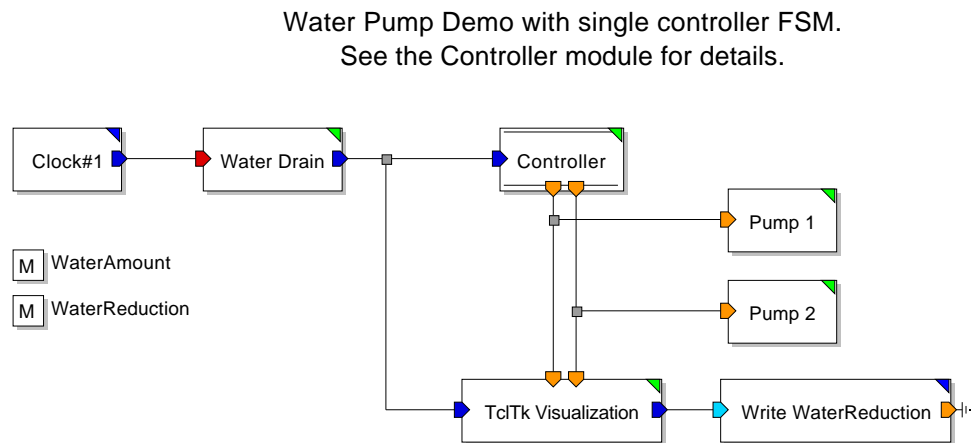 Water Pump Demo with single controller FSM.
See the Controller module for details.
Clock#1
Water Drain
Controller
Pump 1
M WaterAmount
M WaterReduction
Pump 2
TclTk Visualization
Write WaterReduction